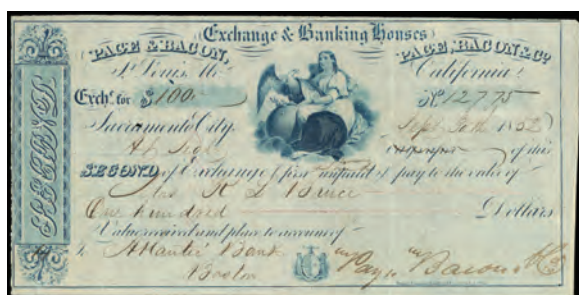 Exchange & Banking Houses
PAGE & BACON,
St. Louis, Mo
PAGE, BACON & CO
California.
Exch. for $100.
No. 12775
Sacramento City,
Sept 30th 1852
At Sight
of this
SECOND of Exchange (first unpaid) pay to the order of
R S
One hundred
Dollars
Value received and place to account of
To Atlantic Bank
Boston
Page Bacon & Co